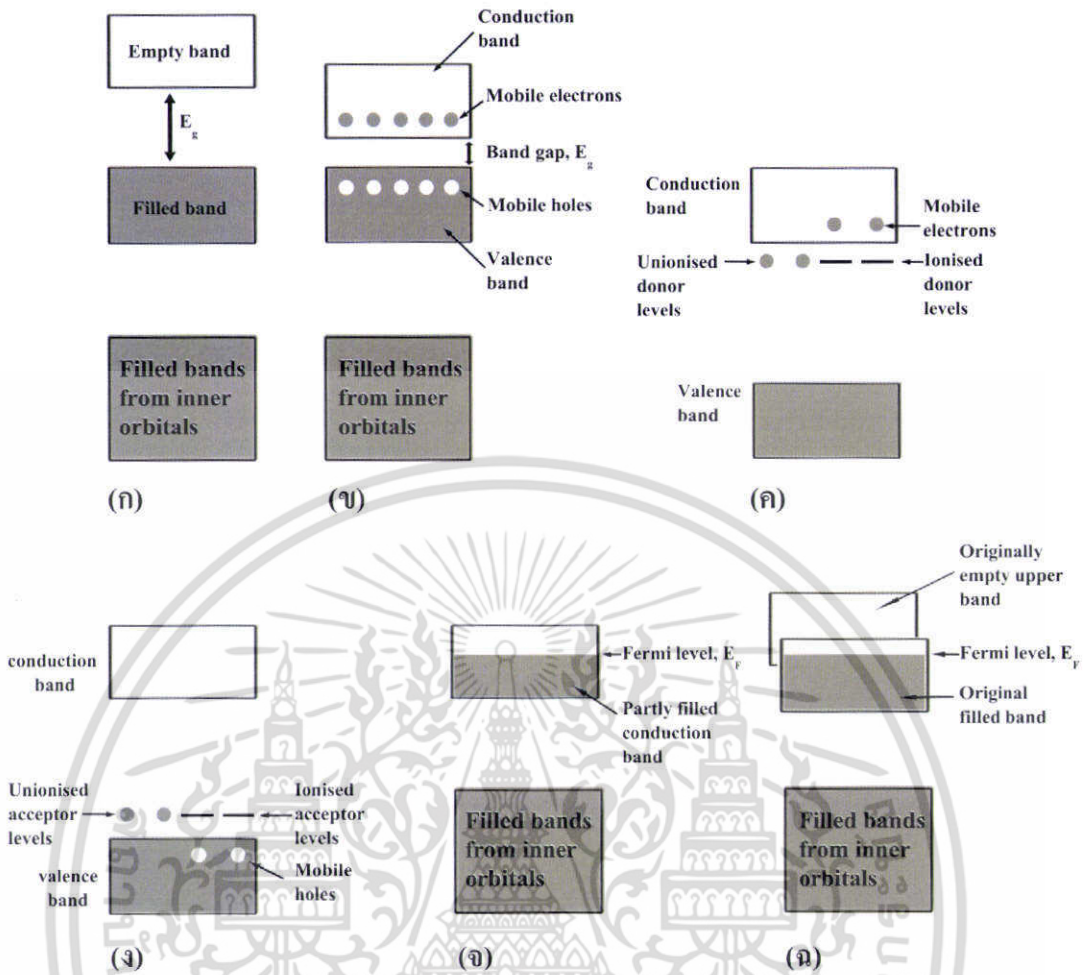 Empty band
E_g
Filled band
Filled bands
from inner
orbitals
(ก)
Conduction
band
Mobile electrons
Band gap, E_g
Mobile holes
Valence
band
Filled bands
from inner
orbitals
(ข)
Conduction
band
Mobile
electrons
Unionised
donor
levels
Ionised
donor
levels
Valence
band
(ค)
conduction
band
Unionised
acceptor
levels
Ionised
acceptor
levels
valence
band
Mobile
holes
(ง)
Fermi level, E_F
Partly filled
conduction
band
Filled bands
from inner
orbitals
(จ)
Originally
empty upper
band
Fermi level, E_F
Original
filled band
Filled bands
from inner
orbitals
(ฉ)